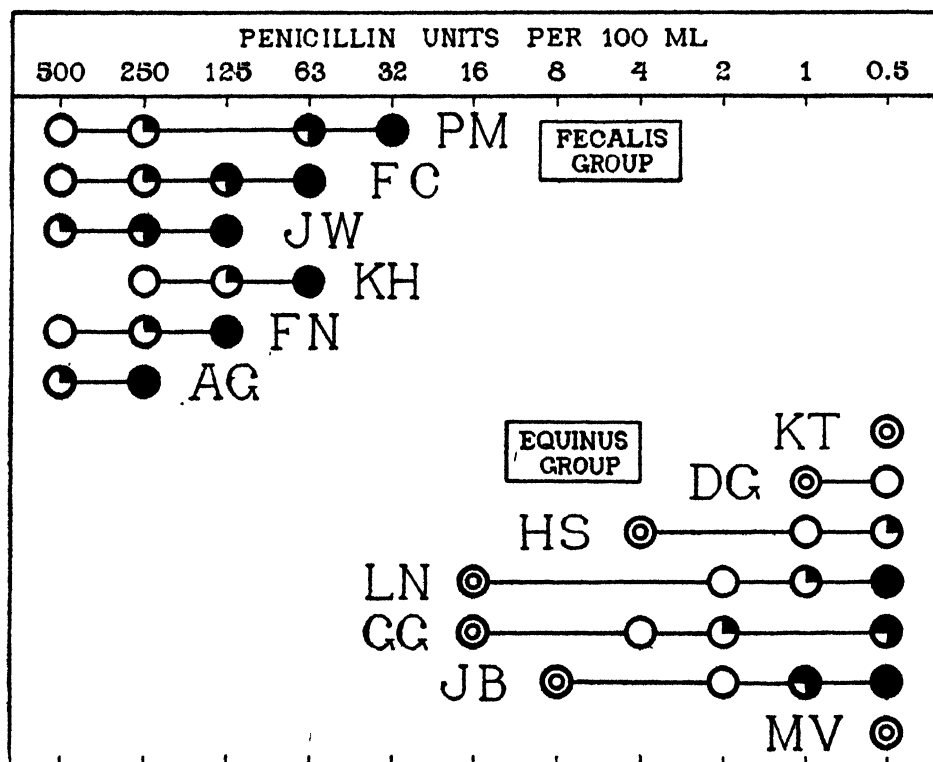 PENICILLIN UNITS PER 100 ML
500 250 125 63 32 16 8 4 2 1 0.5
PM
FECALIS
GROUP
FC
JW
KH
FN
AG
KT
EQUINUS
GROUP
DG
HS
LN
GG
JB
MV